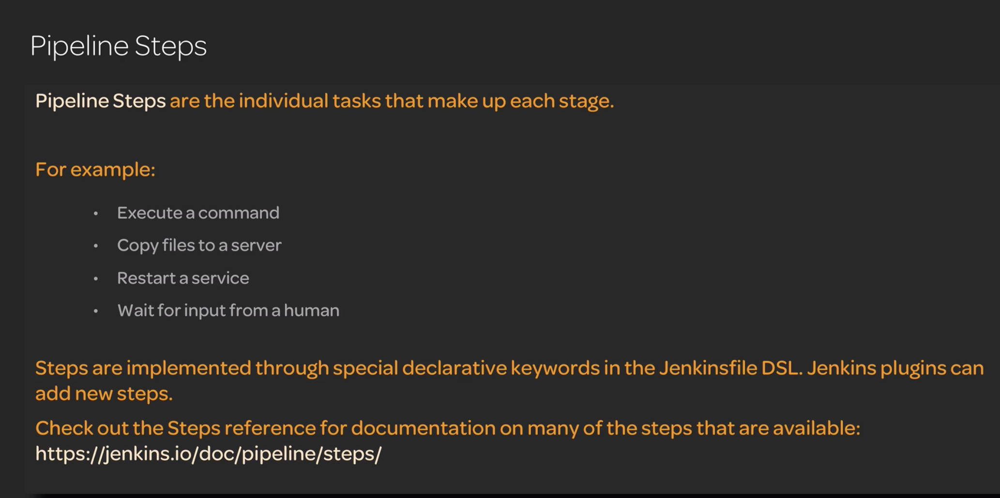 Pipeline Steps
Pipeline Steps are the individual tasks that make up each stage.
For example:
• Execute a command
• Copy files to a server
• Restart a service
• Wait for input from a human
Steps are implemented through special declarative keywords in the Jenkinsfile DSL. Jenkins plugins can
add new steps.
Check out the Steps reference for documentation on many of the steps that are available:
https://jenkins.io/doc/pipeline/steps/